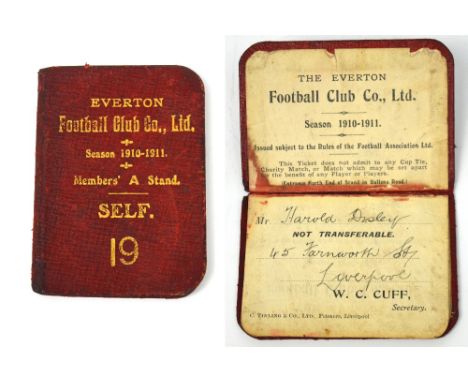 EVERTON
Football Club Co., Ltd.
Season 1910-1911.
Members' A Stand.
SELF.
19
THE EVERTON
Football Club Co., Ltd.
Season 1910-1911.
Issued subject to the Rules of the Football Association Ltd.
This Ticket does not admit to any Cup Tie,
Charity Match, or Match which may be set apart
for the benefit of any Player or Players.
(Entrance North End of Stand in Bullens Road.)
Mr. Harold
NOT TRANSFERABLE.
45 Farnworth St
Liverpool
W. C. CUFF,
Secretary.
C. TINLING & CO., LTD., Printers, Liverpool